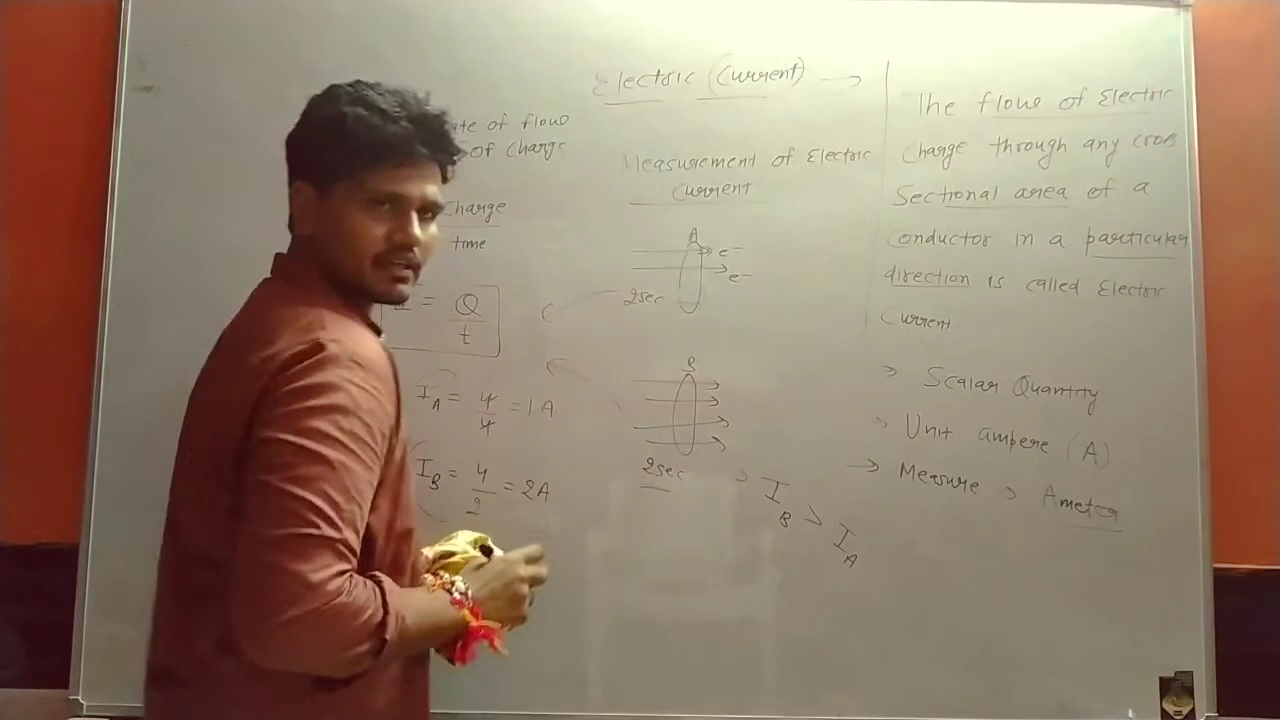 Electric (Current) →
of flow
of charge
Charge
time
= Q
t
I_A = 4/4 = 1A
I_B = 4/2 = 2A
Measurement of Electric
Current
A
e⁻
e⁻
2sec
B
2sec
I_B > I_A
The flow of Electric
charge through any cross
Sectional area of a
conductor in a particular
direction is called Electric
Current.
Scalar Quantity
Unit ampere (A)
→ Measure → Ameter